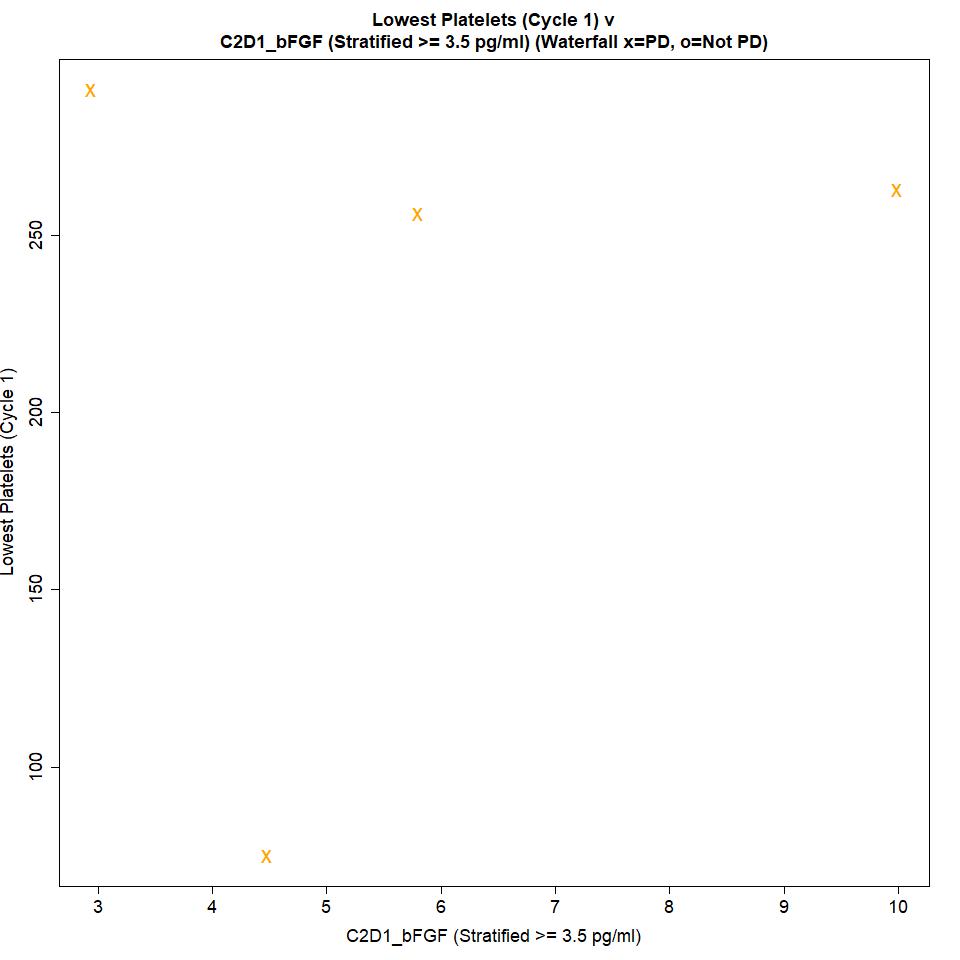 Lowest Platelets (Cycle 1) v
C2D1_bFGF (Stratified >= 3.5 pg/ml) (Waterfall x=PD, o=Not PD)
Lowest Platelets (Cycle 1)
250
200
150
100
X
X
X
X
3 4 5 6 7 8 9 10
C2D1_bFGF (Stratified >= 3.5 pg/ml)